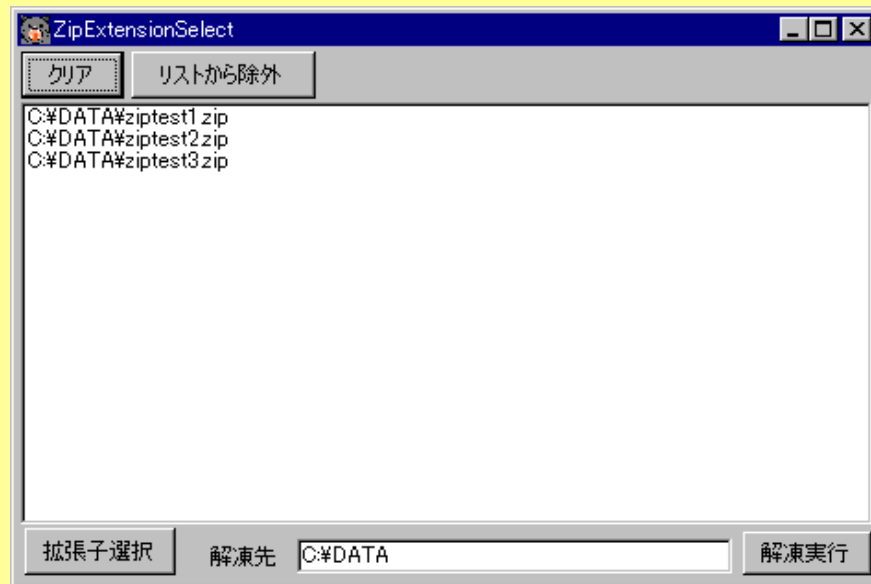 ZipExtensionSelect
クリア リストから除外
C:¥DATA¥ziptest1.zip
C:¥DATA¥ziptest2.zip
C:¥DATA¥ziptest3.zip
拡張子選択 解凍先 C:¥DATA 解凍実行